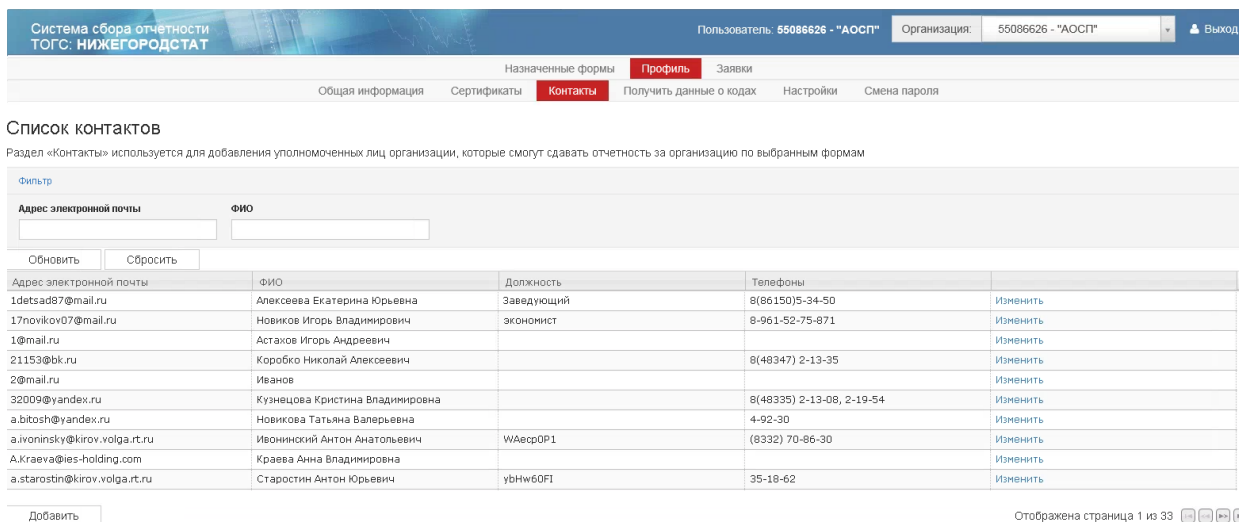 Система сбора отчетности
ТОГС: НИЖЕГОРОДСТАТ
Пользователь: 55086626 - "АОСП" Организация: 55086626 - "АОСП" Выход
Назначенные формы Профиль Заявки
Общая информация Сертификаты Контакты Получить данные о кодах Настройки Смена пароля
Список контактов
Раздел «Контакты» используется для добавления уполномоченных лиц организации, которые смогут сдавать отчетность за организацию по выбранным формам
Фильтр
Адрес электронной почты ФИО
Обновить Сбросить
Адрес электронной почты ФИО Должность Телефоны
1detsad87@mail.ru Алексеева Екатерина Юрьевна Заведующий 8(86150)5-34-50 Изменить
17novikov07@mail.ru Новиков Игорь Владимирович экономист 8-961-52-75-871 Изменить
1@mail.ru Астахов Игорь Андреевич Изменить
21153@bk.ru Коробко Николай Алексеевич 8(48347) 2-13-35 Изменить
2@mail.ru Иванов Изменить
32009@yandex.ru Кузнецова Кристина Владимировна 8(48335) 2-13-08, 2-19-54 Изменить
a.bitosh@yandex.ru Новикова Татьяна Валерьевна 4-92-30 Изменить
a.ivoninsky@kirov.volga.rt.ru Ивонинский Антон Анатольевич WAecp0P1 (8332) 70-86-30 Изменить
A.Kraeva@ies-holding.com Краева Анна Владимировна Изменить
a.starostin@kirov.volga.rt.ru Старостин Антон Юрьевич ybHw60FI 35-18-62 Изменить
Добавить Отображена страница 1 из 33